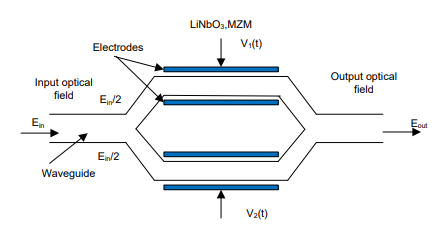 LiNbO₃,MZM
Electrodes
V₁(t)
Input optical
field
Output optical
field
Eᵢₙ/2
Eᵢₙ
Eₒᵤₜ
Eᵢₙ/2
Waveguide
V₂(t)